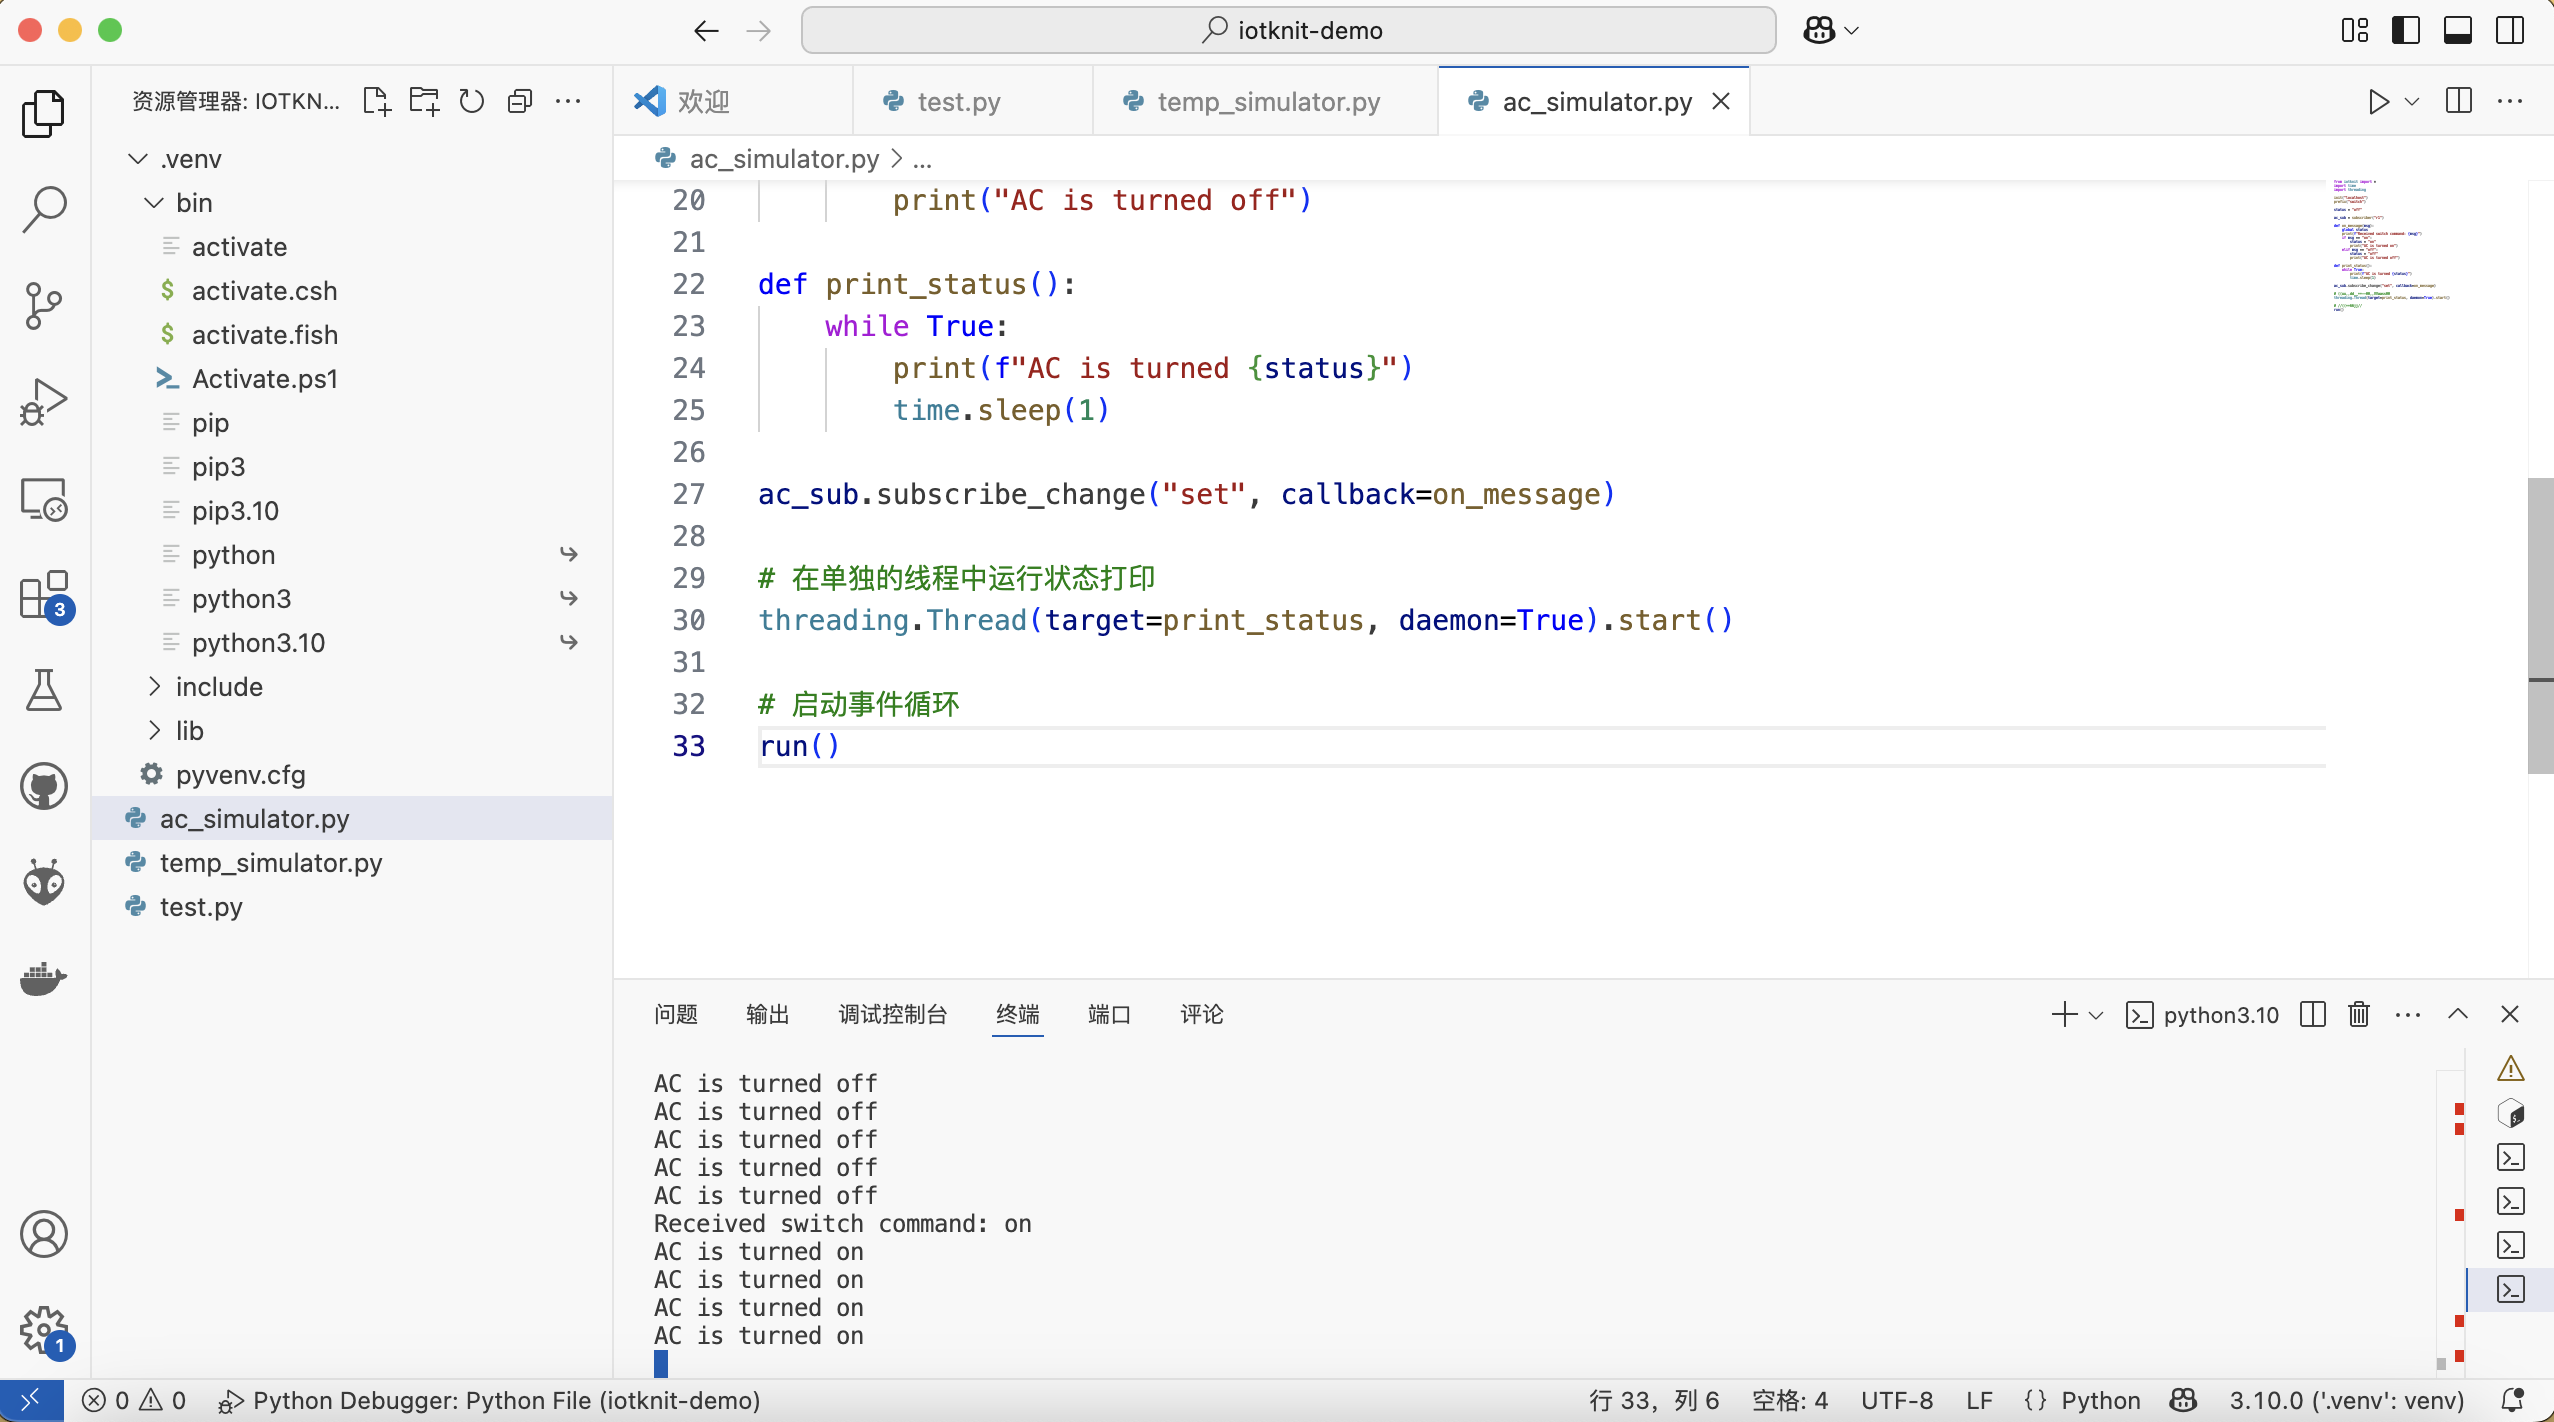 iotknit-demo
资源管理器: IOTKN...
欢迎
test.py
temp_simulator.py
ac_simulator.py
ac_simulator.py > ...
.venv
bin
activate
activate.csh
activate.fish
Activate.ps1
pip
pip3
pip3.10
python
python3
python3.10
include
lib
pyvenv.cfg
ac_simulator.py
temp_simulator.py
test.py
3
1
20 print("AC is turned off")
21
22 def print_status():
23 while True:
24 print(f"AC is turned {status}")
25 time.sleep(1)
26
27 ac_sub.subscribe_change("set", callback=on_message)
28
29 # 在单独的线程中运行状态打印
30 threading.Thread(target=print_status, daemon=True).start()
31
32 # 启动事件循环
33 run()
问题 输出 调试控制台 终端 端口 评论
python3.10
AC is turned off
AC is turned off
AC is turned off
AC is turned off
AC is turned off
Received switch command: on
AC is turned on
AC is turned on
AC is turned on
AC is turned on
0 0 Python Debugger: Python File (iotknit-demo)
行 33，列 6 空格: 4 UTF-8 LF {} Python 3.10.0 ('.venv': venv)